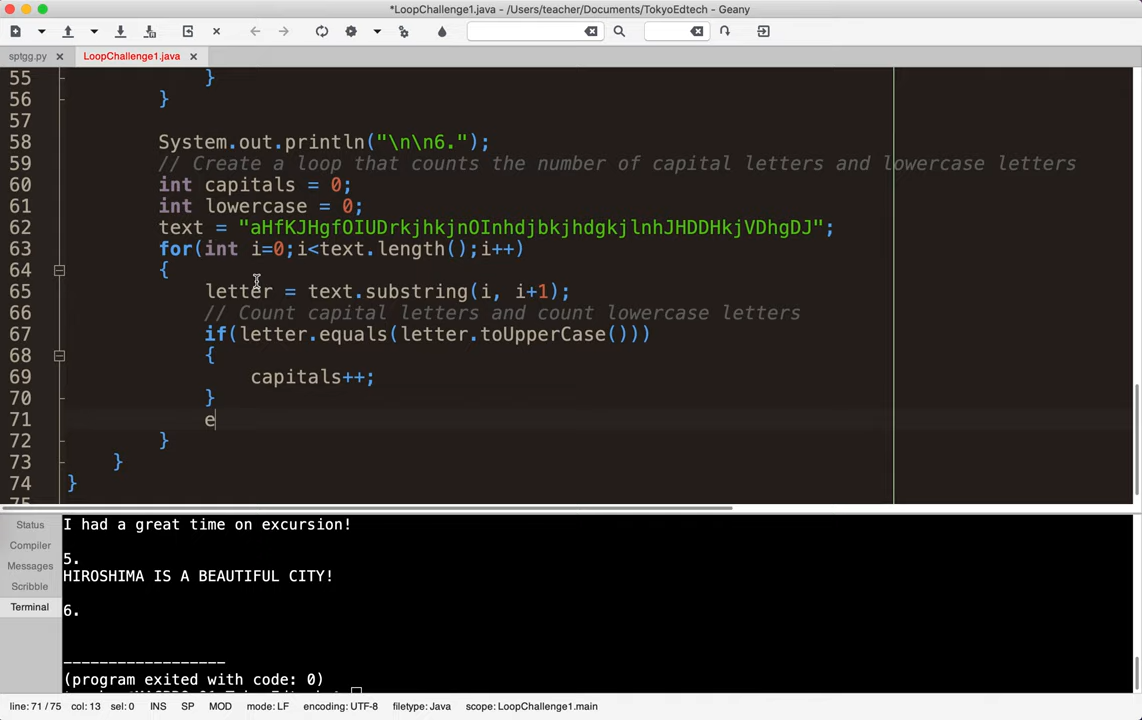 *LoopChallenge1.java - /Users/teacher/Documents/TokyoEdtech - Geany
sptgg.py LoopChallenge1.java
55 }
56 }
57
58 System.out.println("\n\n6.");
59 // Create a loop that counts the number of capital letters and lowercase letters
60 int capitals = 0;
61 int lowercase = 0;
62 text = "aHfKJHgfOIUDrkjhkjnOInhdjbkjhdgkjlnhJHDDHkjVDhgDJ";
63 for(int i=0;i<text.length();i++)
64 {
65 letter = text.substring(i, i+1);
66 // Count capital letters and count lowercase letters
67 if(letter.equals(letter.toUpperCase()))
68 {
69 capitals++;
70 }
71 e
72 }
73 }
74 }
75
Status
Compiler
Messages
Scribble
Terminal
I had a great time on excursion!
5.
HIROSHIMA IS A BEAUTIFUL CITY!
6.
------------------
(program exited with code: 0)
line: 71 / 75 col: 13 sel: 0 INS SP MOD mode: LF encoding: UTF-8 filetype: Java scope: LoopChallenge1.main